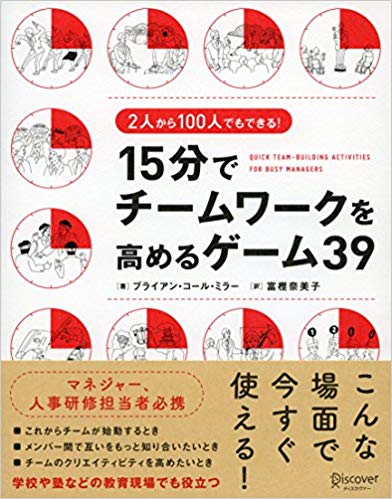 2人から100人でもできる!
15分で
QUICK TEAM-BUILDING ACTIVITIES
FOR BUSY MANAGERS
チームワークを
高めるゲーム39
[著] ブライアン・コール・ミラー [訳] 富樫奈美子
こんな
場面で
今すぐ
使える!
マネジャー、
人事研修担当者必携
■ これからチームが始動するとき
■ メンバー間で互いをもっと知り合いたいとき
■ チームのクリエイティビティを高めたいとき
学校や塾などの教育現場でも役立つ
Discover
ディスカヴァー